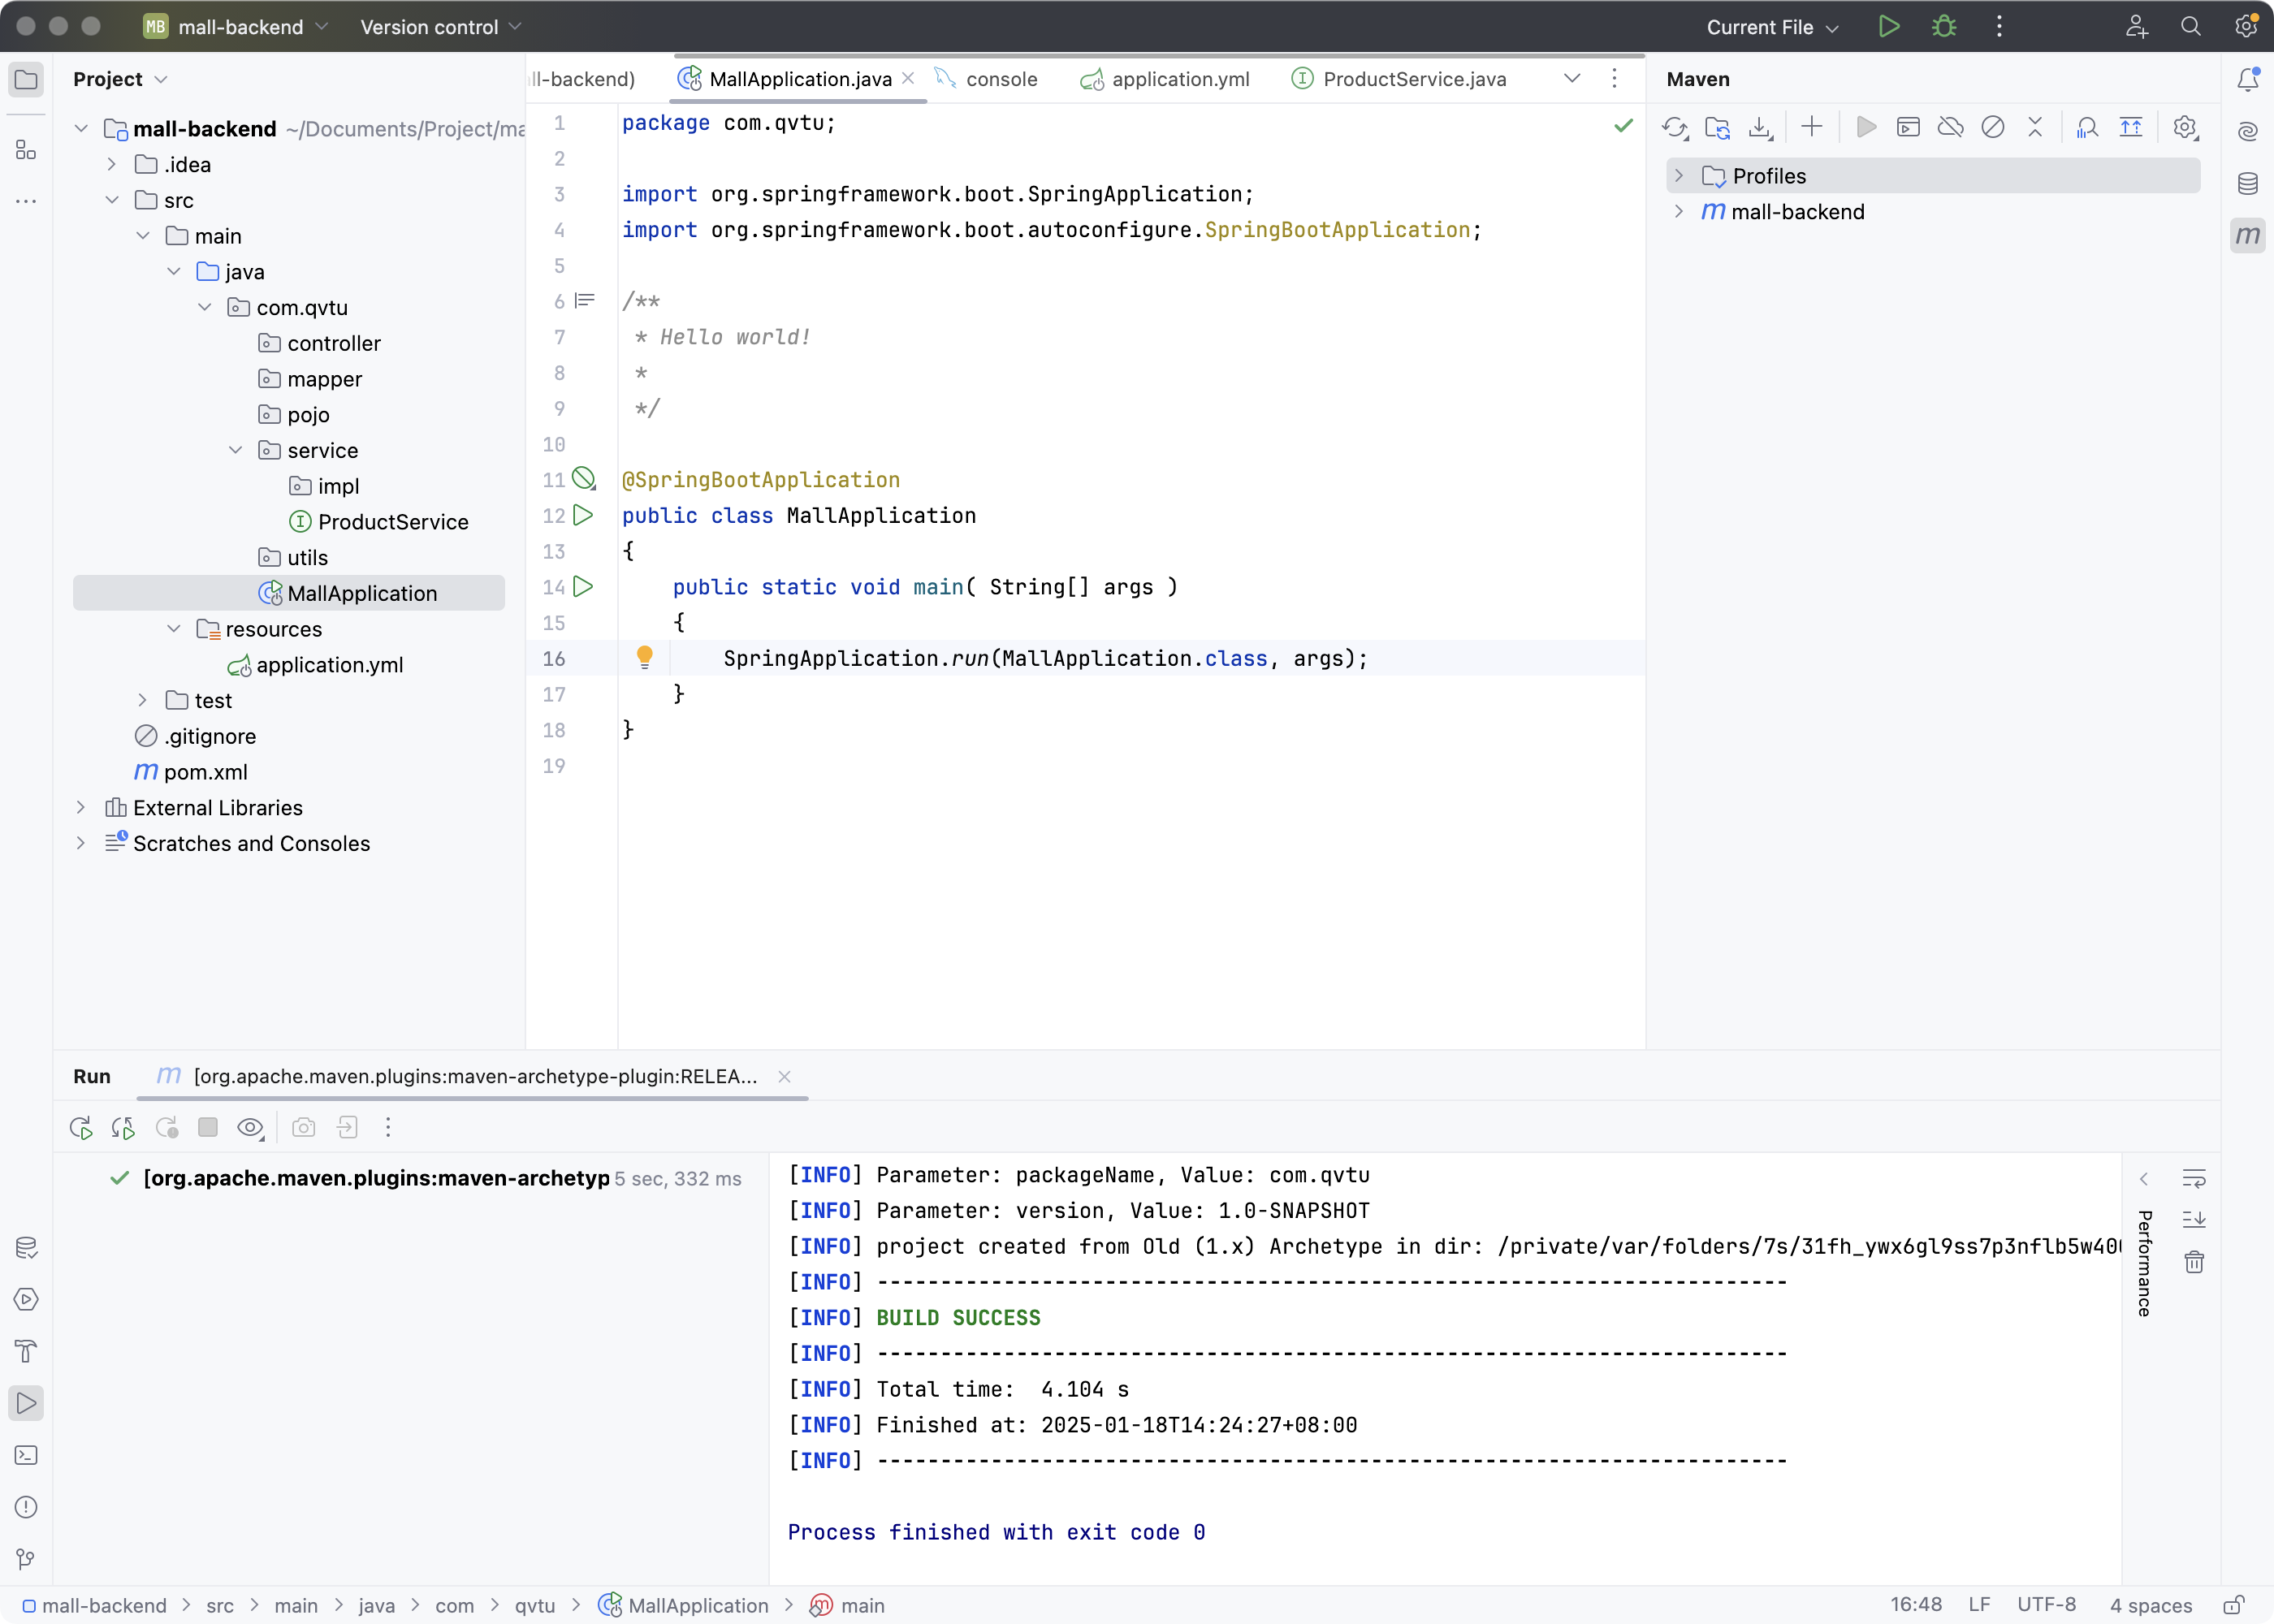 MB mall-backend Version control Current File
Project
mall-backend ~/Documents/Project/ma
.idea
src
main
java
com.qvtu
controller
mapper
pojo
service
impl
ProductService
utils
MallApplication
resources
application.yml
test
.gitignore
pom.xml
External Libraries
Scratches and Consoles
ll-backend) MallApplication.java console application.yml ProductService.java
1 package com.qvtu;
2
3 import org.springframework.boot.SpringApplication;
4 import org.springframework.boot.autoconfigure.SpringBootApplication;
5
6 /**
7 * Hello world!
8 *
9 */
10
11 @SpringBootApplication
12 public class MallApplication
13 {
14 public static void main( String[] args )
15 {
16 SpringApplication.run(MallApplication.class, args);
17 }
18 }
19
Maven
Profiles
m mall-backend
Run m [org.apache.maven.plugins:maven-archetype-plugin:RELEA...
[org.apache.maven.plugins:maven-archetyp 5 sec, 332 ms
[INFO] Parameter: packageName, Value: com.qvtu
[INFO] Parameter: version, Value: 1.0-SNAPSHOT
[INFO] project created from Old (1.x) Archetype in dir: /private/var/folders/7s/31fh_ywx6gl9ss7p3nflb5w40
[INFO] ------------------------------------------------------------------------
[INFO] BUILD SUCCESS
[INFO] ------------------------------------------------------------------------
[INFO] Total time:  4.104 s
[INFO] Finished at: 2025-01-18T14:24:27+08:00
[INFO] ------------------------------------------------------------------------
Process finished with exit code 0
Performance
mall-backend > src > main > java > com > qvtu > MallApplication > main
16:48 LF UTF-8 4 spaces